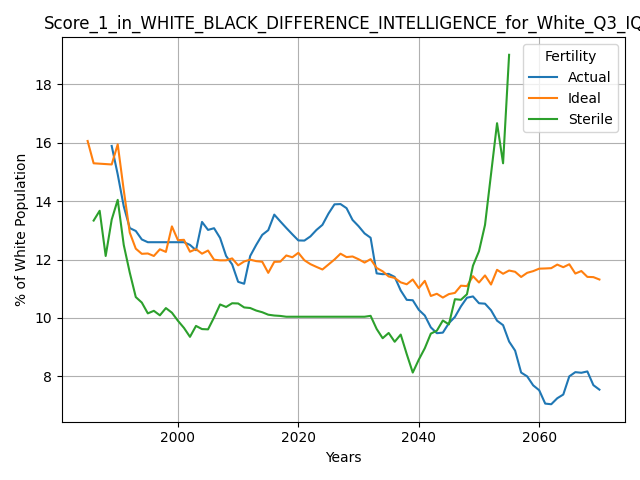 Score_1_in_WHITE_BLACK_DIFFERENCE_INTELLIGENCE_for_White_Q3_IQ
Fertility
Actual
Ideal
Sterile
% of White Population
18
16
14
12
10
8
2000 2020 2040 2060
Years